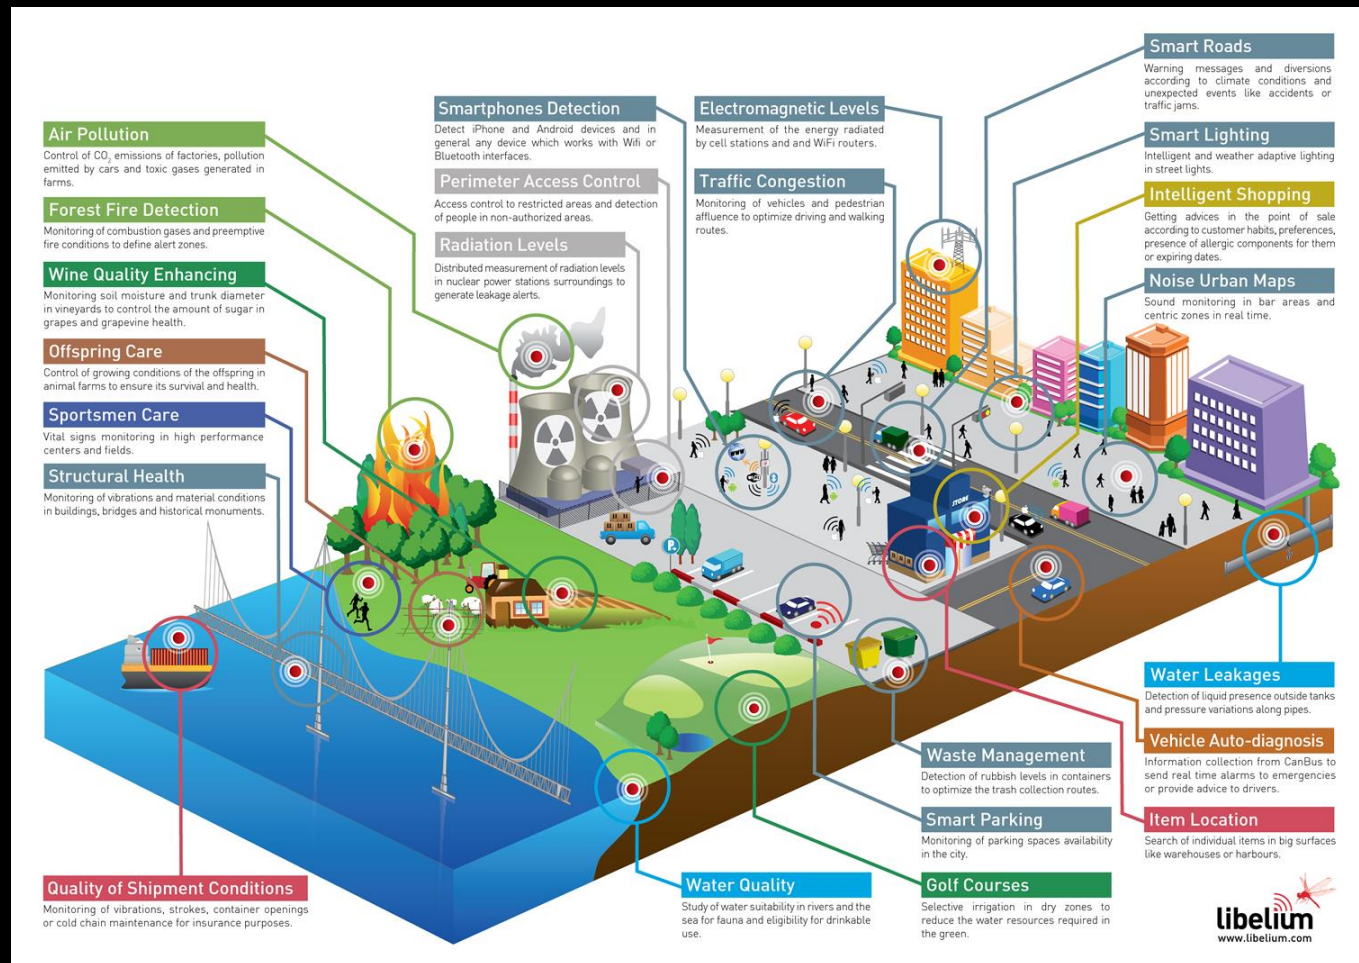 Air Pollution
Control of CO2 emissions of factories, pollution
emitted by cars and toxic gases generated in
farms.
Forest Fire Detection
Monitoring of combustion gases and preemptive
fire conditions to define alert zones.
Wine Quality Enhancing
Monitoring soil moisture and trunk diameter
in vineyards to control the amount of sugar in
grapes and grapevine health.
Offspring Care
Control of growing conditions of the offspring in
animal farms to ensure its survival and health.
Sportsmen Care
Vital signs monitoring in high performance
centers and fields.
Structural Health
Monitoring of vibrations and material conditions
in buildings, bridges and historical monuments.
Quality of Shipment Conditions
Monitoring of vibrations, strokes, container openings
or cold chain maintenance for insurance purposes.
Smartphones Detection
Detect iPhone and Android devices and in
general any device which works with Wifi or
Bluetooth interfaces.
Perimeter Access Control
Access control to restricted areas and detection
of people in non-authorized areas.
Radiation Levels
Distributed measurement of radiation levels
in nuclear power stations surroundings to
generate leakage alerts.
Electromagnetic Levels
Measurement of the energy radiated
by cell stations and and WiFi routers.
Traffic Congestion
Monitoring of vehicles and pedestrian
affluence to optimize driving and walking
routes.
Smart Roads
Warning messages and diversions
according to climate conditions and
unexpected events like accidents or
traffic jams.
Smart Lighting
Intelligent and weather adaptive lighting
in street lights.
Intelligent Shopping
Getting advices in the point of sale
according to customer habits, preferences,
presence of allergic components for them
or expiring dates.
Noise Urban Maps
Sound monitoring in bar areas and
centric zones in real time.
www
STORE
P
Water Leakages
Detection of liquid presence outside tanks
and pressure variations along pipes.
Vehicle Auto-diagnosis
Information collection from CanBus to
send real time alarms to emergencies
or provide advice to drivers.
Item Location
Search of individual items in big surfaces
like warehouses or harbours.
Waste Management
Detection of rubbish levels in containers
to optimize the trash collection routes.
Smart Parking
Monitoring of parking spaces availability
in the city.
Golf Courses
Selective irrigation in dry zones to
reduce the water resources required in
the green.
Water Quality
Study of water suitability in rivers and the
sea for fauna and eligibility for drinkable
use.
libelium
www.libelium.com